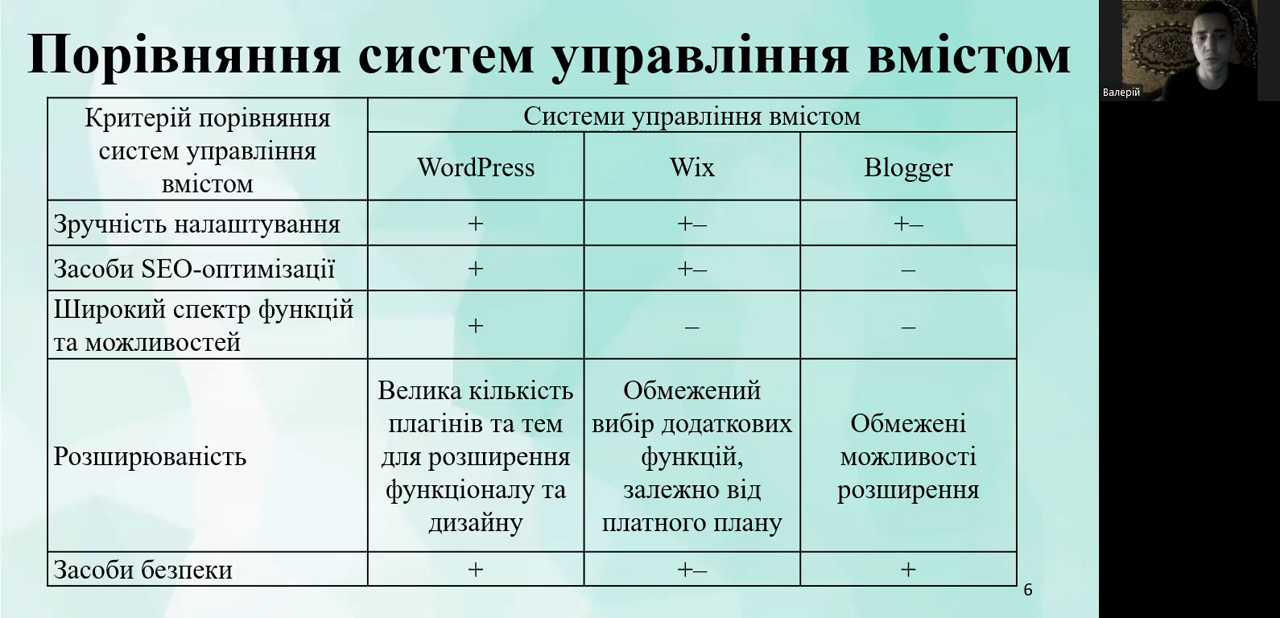 Порівняння систем управління вмістом
Валерій
Критерій порівняння
систем управління
вмістом
Системи управління вмістом
WordPress
Wix
Blogger
Зручність налаштування
+
+–
+–
Засоби SEO-оптимізації
+
+–
–
Широкий спектр функцій
та можливостей
+
–
–
Розширюваність
Велика кількість
плагінів та тем
для розширення
функціоналу та
дизайну
Обмежений
вибір додаткових
функцій,
залежно від
платного плану
Обмежені
можливості
розширення
Засоби безпеки
+
+–
+
6